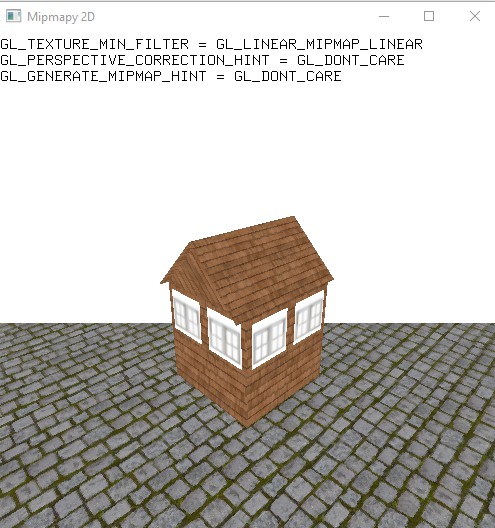 Mipmapy 2D
GL_TEXTURE_MIN_FILTER = GL_LINEAR_MIPMAP_LINEAR
GL_PERSPECTIVE_CORRECTION_HINT = GL_DONT_CARE
GL_GENERATE_MIPMAP_HINT = GL_DONT_CARE